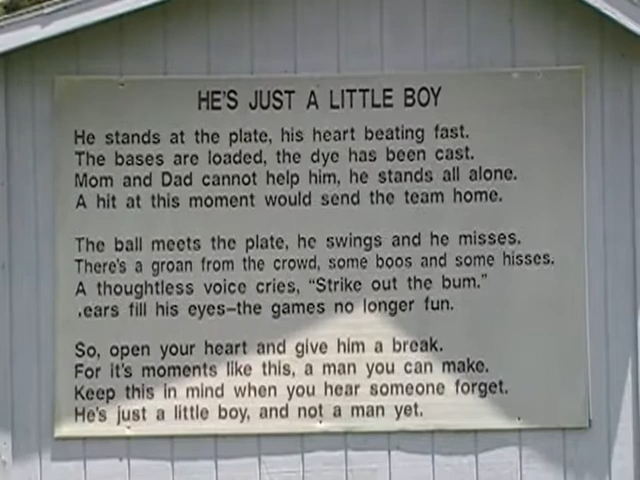 HE'S JUST A LITTLE BOY
He stands at the plate, his heart beating fast.
The bases are loaded, the dye has been cast.
Mom and Dad cannot help him, he stands all alone.
A hit at this moment would send the team home.
The ball meets the plate, he swings and he misses.
There's a groan from the crowd, some boos and some hisses.
A thoughtless voice cries, "Strike out the bum."
.ears fill his eyes–the games no longer fun.
So, open your heart and give him a break.
For it's moments like this, a man you can make.
Keep this in mind when you hear someone forget.
He's just a little boy, and not a man yet.